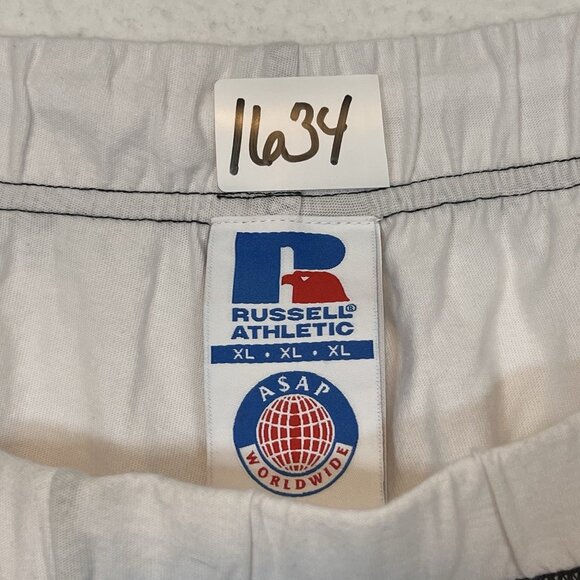 1634
R
RUSSELL®
ATHLETIC
XL • XL • XL
A$AP
WORLDWIDE